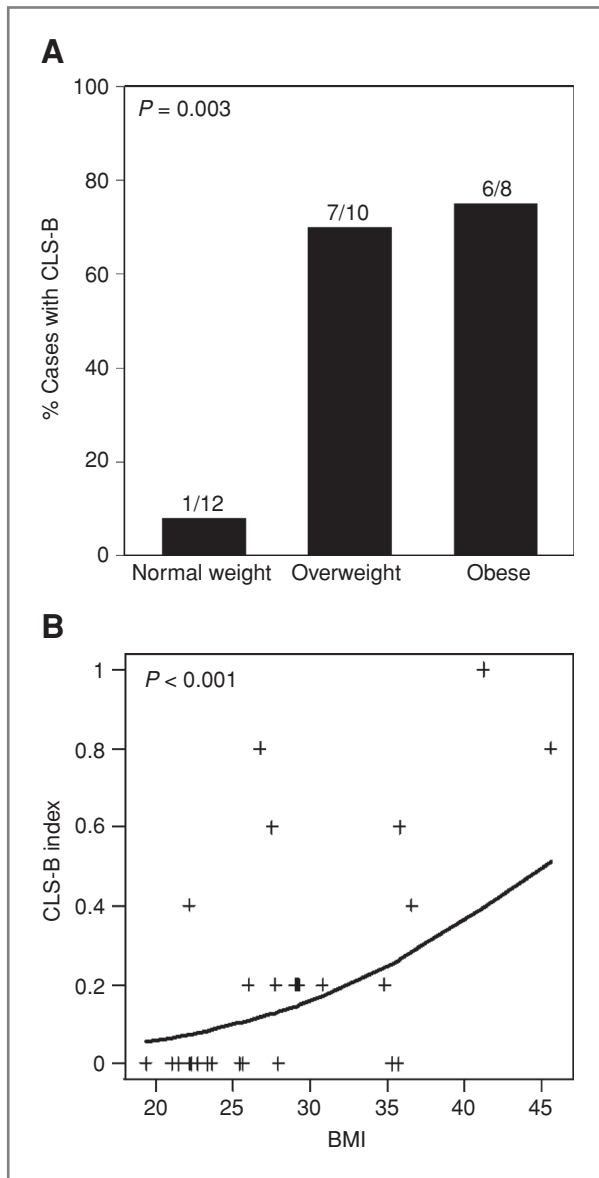 A
100
P = 0.003
80
6/8
7/10
% Cases with CLS-B
60
40
20
1/12
0
Normal weight Overweight Obese
B
1
P < 0.001
0.8
0.6
CLS-B index
0.4
0.2
0
20 25 30 35 40 45
BMI